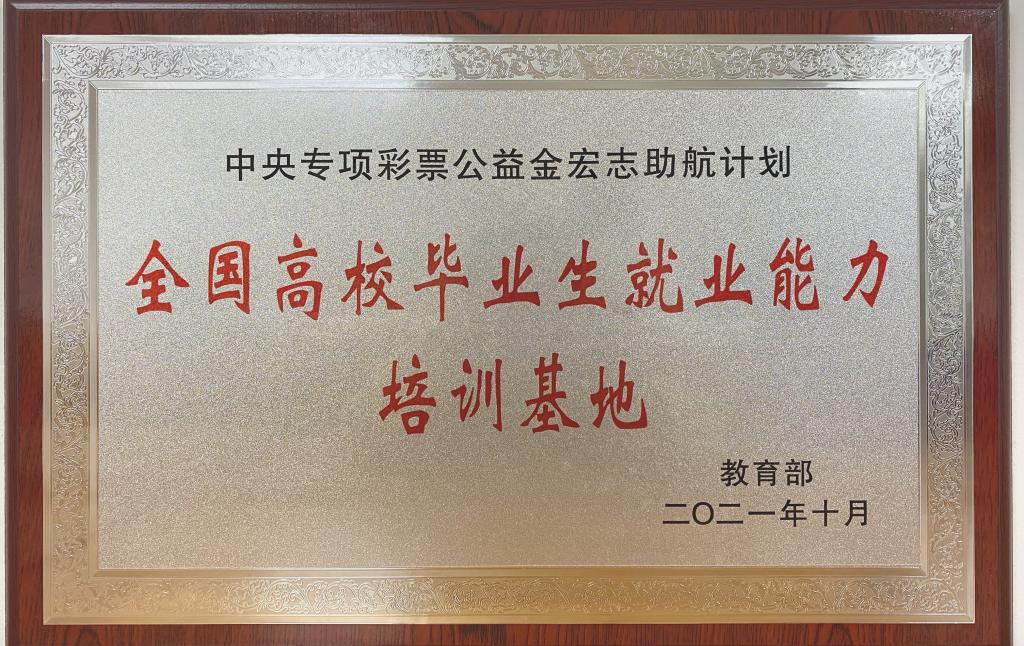 中央专项彩票公益金宏志助航计划
全国高校毕业生就业能力
培训基地
教育部
二〇二一年十月